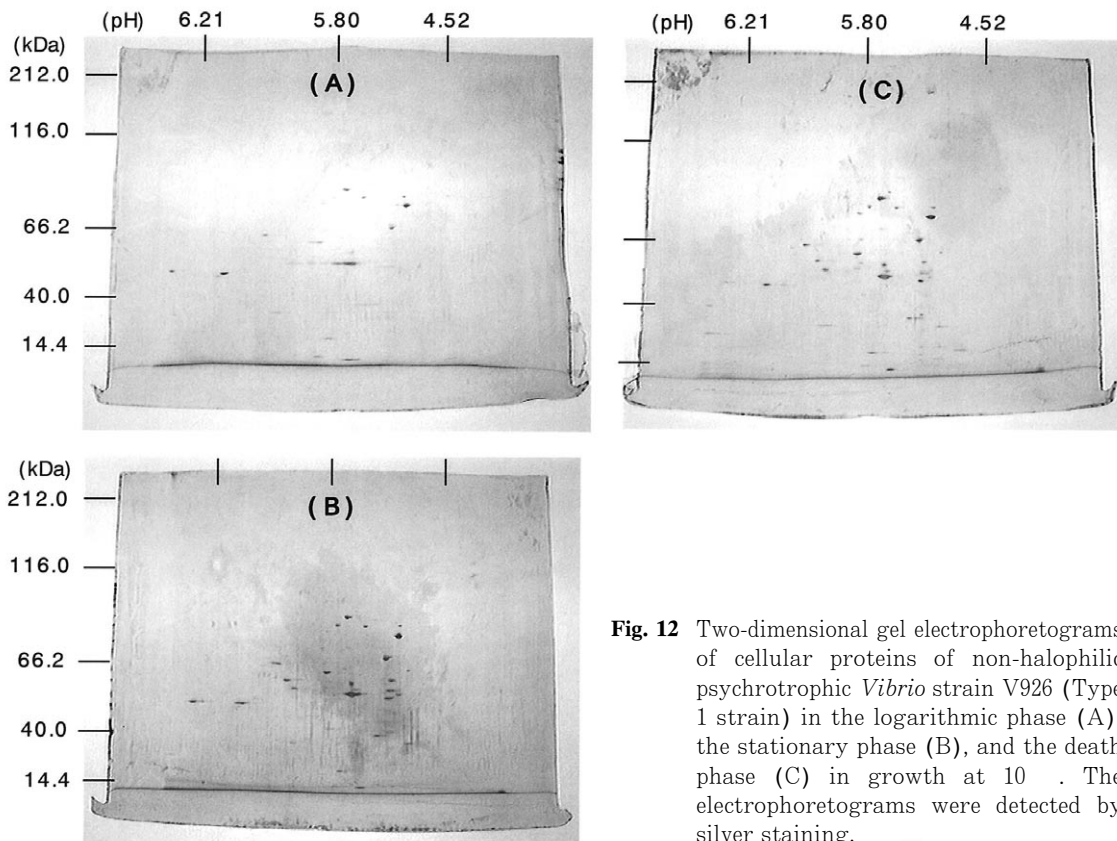 (pH) 6.21 5.80 4.52
(kDa)
212.0
116.0
66.2
40.0
14.4
(A)
(pH) 6.21 5.80 4.52
(C)
(kDa)
212.0
116.0
66.2
40.0
14.4
(B)
Fig. 12 Two-dimensional gel electrophoretograms
of cellular proteins of non-halophilic
psychrotrophic Vibrio strain V926 (Type
1 strain) in the logarithmic phase (A)
the stationary phase (B), and the death
phase (C) in growth at 10 . The
electrophoretograms were detected by
silver staining.